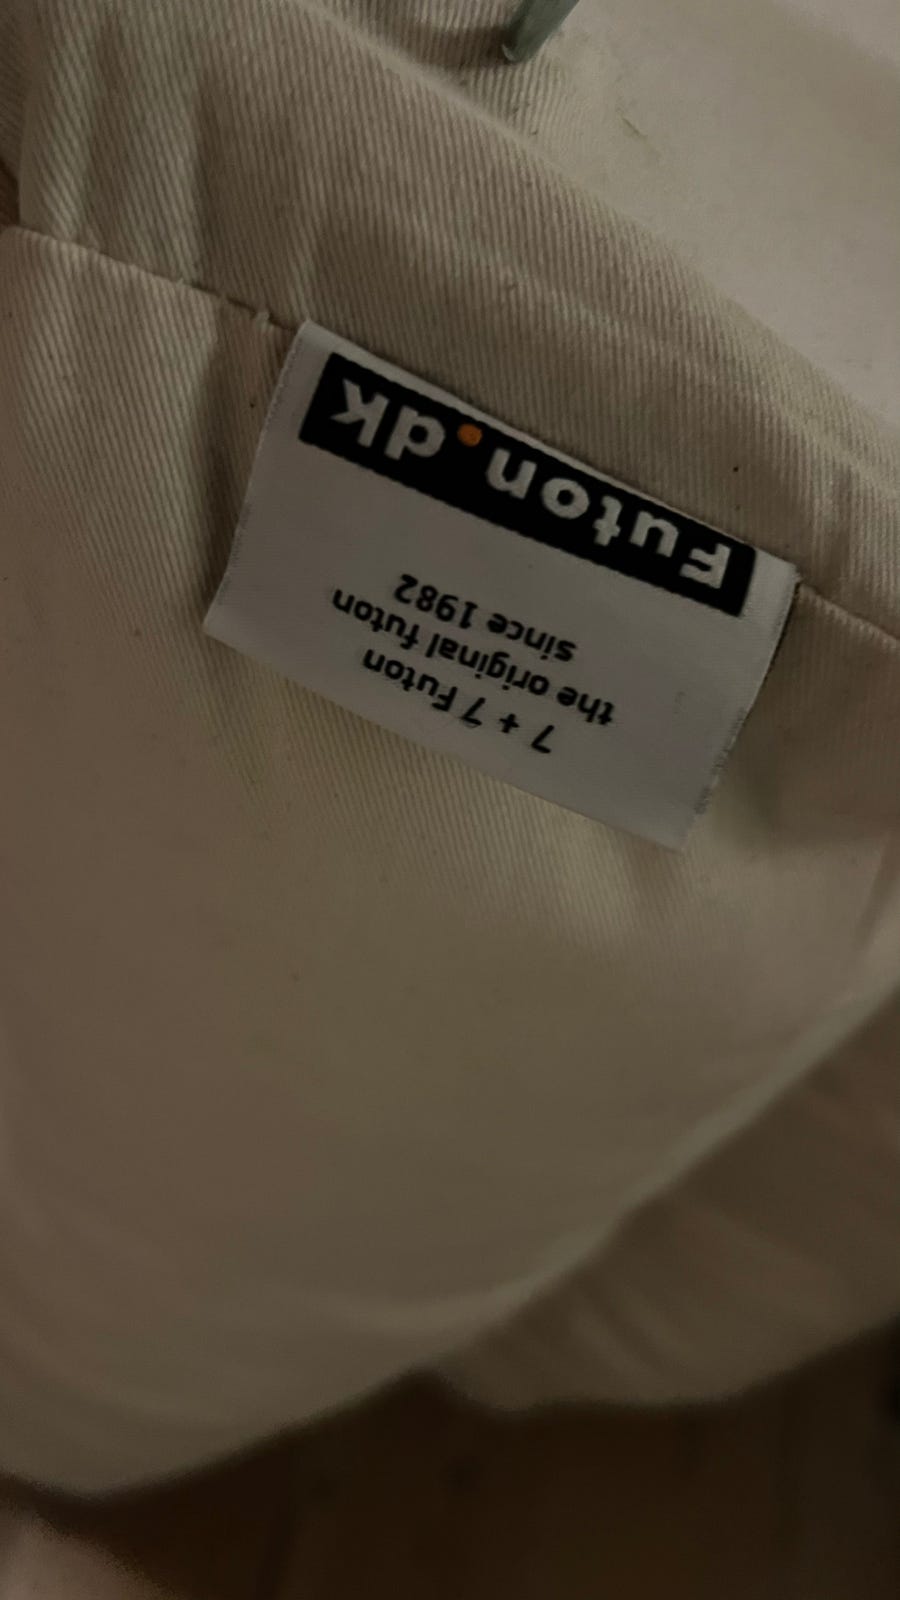 Futon.dk
since 1982
the original futon
7 + 7 Futon